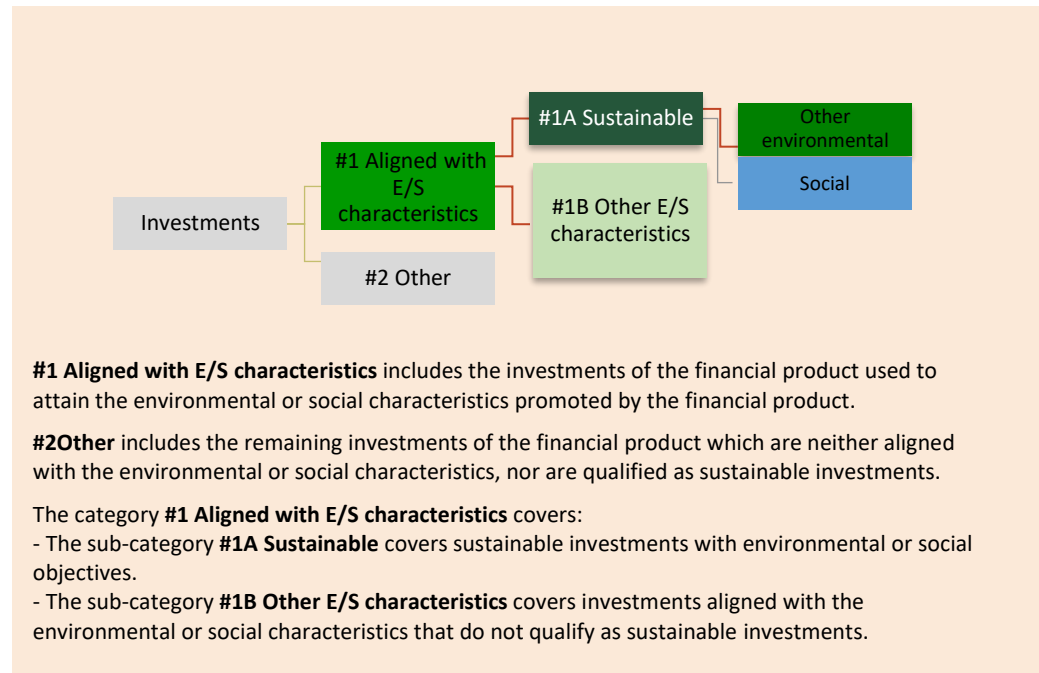 #1A Sustainable
Other
environmental
#1 Aligned with
E/S
characteristics
Social
#1B Other E/S
characteristics
Investments
#2 Other
#1 Aligned with E/S characteristics includes the investments of the financial product used to
attain the environmental or social characteristics promoted by the financial product.
#2Other includes the remaining investments of the financial product which are neither aligned
with the environmental or social characteristics, nor are qualified as sustainable investments.
The category #1 Aligned with E/S characteristics covers:
- The sub-category #1A Sustainable covers sustainable investments with environmental or social
objectives.
- The sub-category #1B Other E/S characteristics covers investments aligned with the
environmental or social characteristics that do not qualify as sustainable investments.